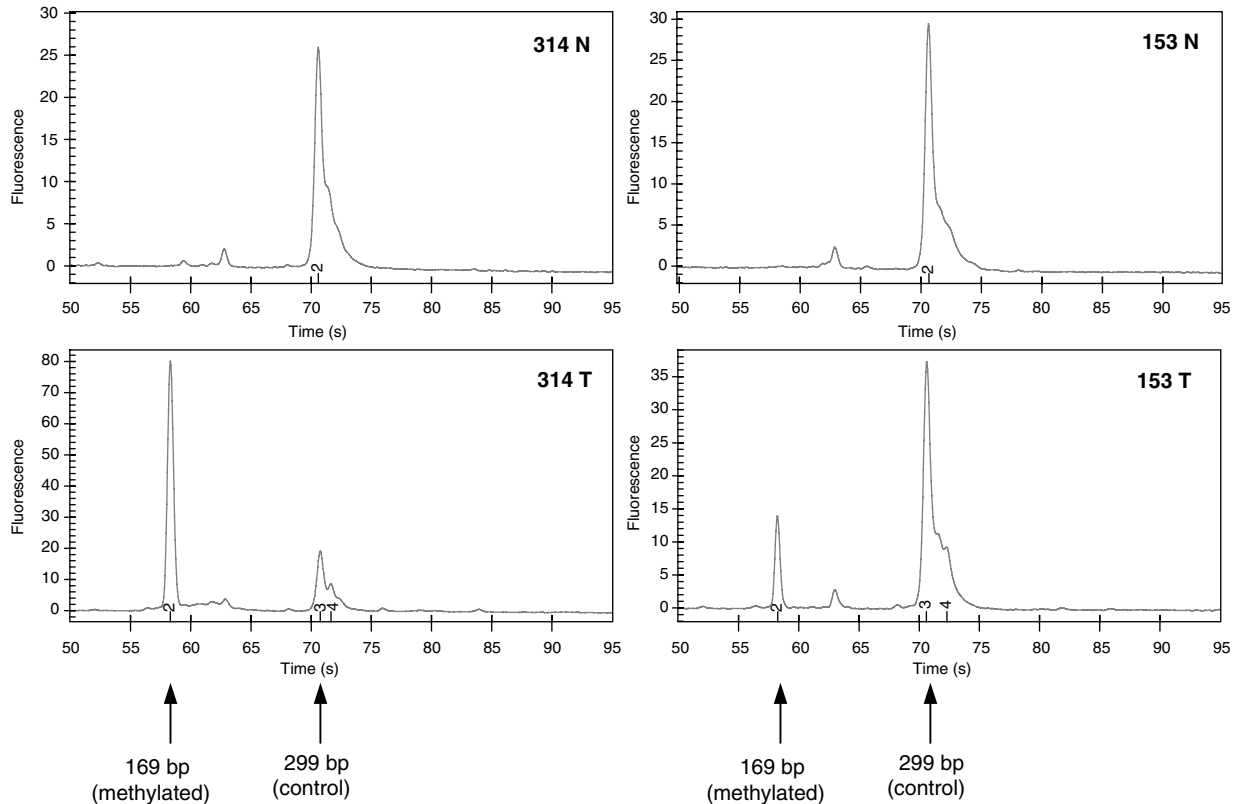 314 N
Fluorescence
30
25
20
15
10
5
0
2
50 55 60 65 70 75 80 85 90 95
Time (s)
153 N
Fluorescence
30
25
20
15
10
5
0
2
50 55 60 65 70 75 80 85 90 95
Time (s)
314 T
Fluorescence
80
70
60
50
40
30
20
10
0
2 3 4
50 55 60 65 70 75 80 85 90 95
Time (s)
153 T
Fluorescence
35
30
25
20
15
10
5
0
2 3 4
50 55 60 65 70 75 80 85 90 95
Time (s)
169 bp
(methylated)
299 bp
(control)
169 bp
(methylated)
299 bp
(control)